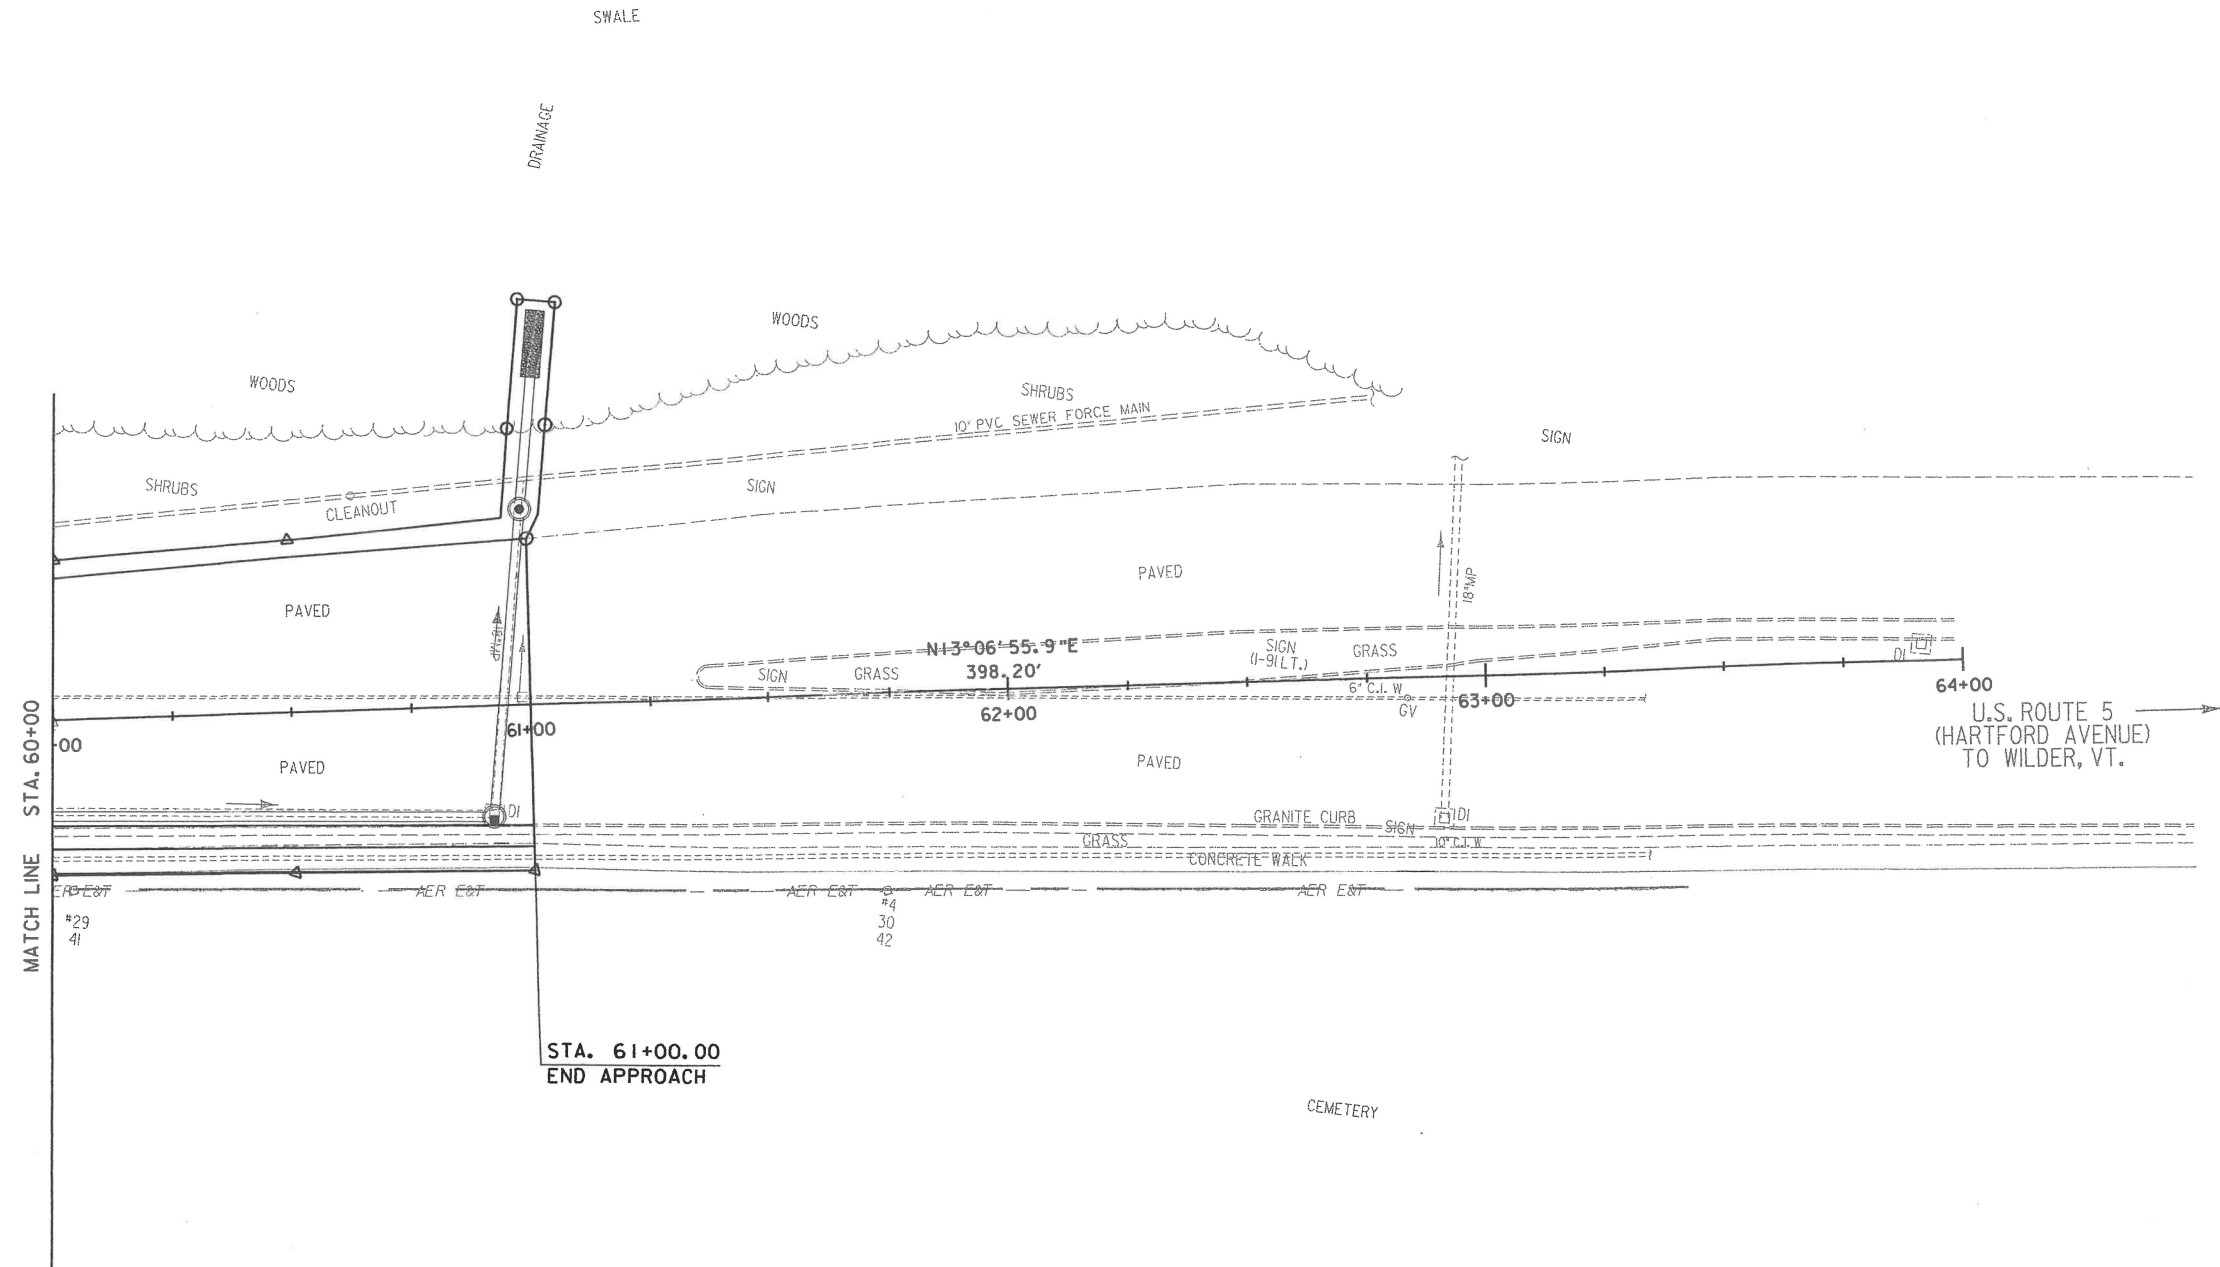 SWALE
DRAINAGE
WOODS
WOODS
SHRUBS
10" PVC SEWER FORCE MAIN
SIGN
SHRUBS
CLEANOUT
SIGN
PAVED
18"MP
PAVED
18"MP
N13°06'55.9"E
398.20'
SIGN
(I-91 LT.)
GRASS
SIGN
GRASS
DI
6" C.I. W
GV
61+00
62+00
63+00
64+00
U.S. ROUTE 5
(HARTFORD AVENUE)
TO WILDER, VT.
MATCH LINE STA. 60+00
+00
PAVED
PAVED
DI
GRANITE CURB
SIGN
DI
GRASS
10" C.I. W
CONCRETE WALK
AER E&T
AER E&T
AER E&T
AER E&T
AER E&T
#29
41
#4
30
42
STA. 61+00.00
END APPROACH
CEMETERY